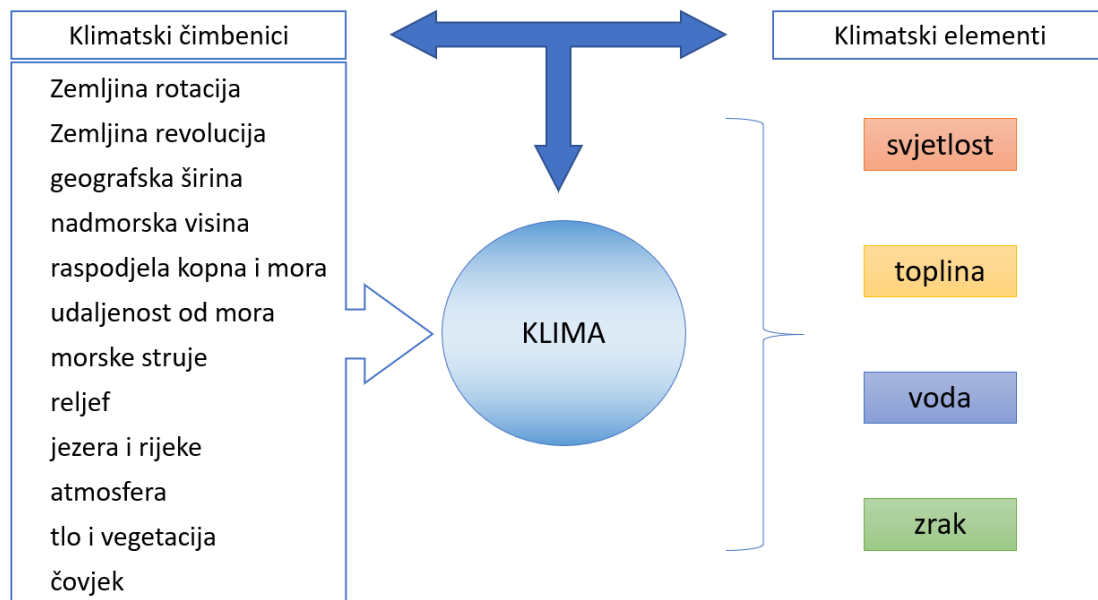 Klimatski čimbenici
Zemljina rotacija
Zemljina revolucija
geografska širina
nadmorska visina
raspodjela kopna i mora
udaljenost od mora
morske struje
reljef
jezera i rijeke
atmosfera
tlo i vegetacija
čovjek
KLIMA
Klimatski elementi
svjetlost
toplina
voda
zrak